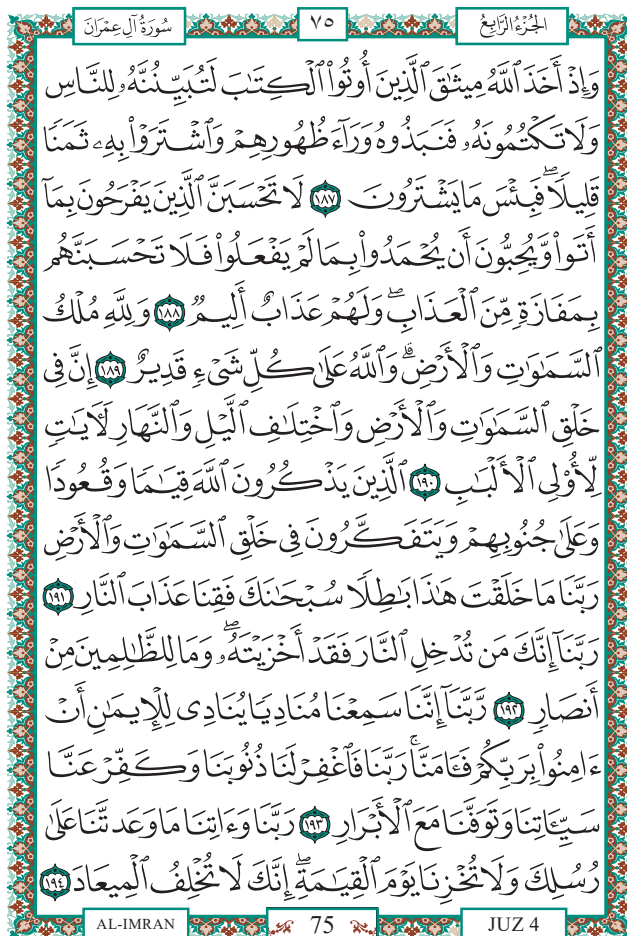 سُورَةُ آلِ عِمْرَانَ ٧٥ الجُزْءُ الرَّابِعُ
وَإِذْ أَخَذَ ٱللَّهُ مِيثَٰقَ ٱلَّذِينَ أُوتُوا۟ ٱلْكِتَٰبَ لَتُبَيِّنُنَّهُۥ لِلنَّاسِ
وَلَا تَكْتُمُونَهُۥ فَنَبَذُوهُ وَرَآءَ ظُهُورِهِمْ وَٱشْتَرَوْا۟ بِهِۦ ثَمَنًا
قَلِيلًا ۖ فَبِئْسَ مَا يَشْتَرُونَ ١٨٧ لَا تَحْسَبَنَّ ٱلَّذِينَ يَفْرَحُونَ بِمَآ
أَتَوا۟ وَّيُحِبُّونَ أَن يُحْمَدُوا۟ بِمَا لَمْ يَفْعَلُوا۟ فَلَا تَحْسَبَنَّهُم
بِمَفَازَةٍ مِّنَ ٱلْعَذَابِ ۖ وَلَهُمْ عَذَابٌ أَلِيمٌ ١٨٨ وَلِلَّهِ مُلْكُ
ٱلسَّمَٰوَٰتِ وَٱلْأَرْضِ ۗ وَٱللَّهُ عَلَىٰ كُلِّ شَىْءٍ قَدِيرٌ ١٨٩ إِنَّ فِى
خَلْقِ ٱلسَّمَٰوَٰتِ وَٱلْأَرْضِ وَٱخْتِلَٰفِ ٱلَّيْلِ وَٱلنَّهَارِ لَءَايَٰتٍ
لِّأُو۟لِى ٱلْأَلْبَٰبِ ١٩٠ ٱلَّذِينَ يَذْكُرُونَ ٱللَّهَ قِيَٰمًا وَقُعُودًا
وَعَلَىٰ جُنُوبِهِمْ وَيَتَفَكَّرُونَ فِى خَلْقِ ٱلسَّمَٰوَٰتِ وَٱلْأَرْضِ
رَبَّنَا مَا خَلَقْتَ هَٰذَا بَٰطِلًا سُبْحَٰنَكَ فَقِنَا عَذَابَ ٱلنَّارِ ١٩١
رَبَّنَآ إِنَّكَ مَن تُدْخِلِ ٱلنَّارَ فَقَدْ أَخْزَيْتَهُۥ ۖ وَمَا لِلظَّٰلِمِينَ مِنْ
أَنصَارٍ ١٩٢ رَّبَّنَآ إِنَّنَا سَمِعْنَا مُنَادِيًا يُنَادِى لِلْإِيمَٰنِ أَنْ
ءَامِنُوا۟ بِرَبِّكُمْ فَـَٔامَنَّا ۚ رَبَّنَا فَٱغْفِرْ لَنَا ذُنُوبَنَا وَكَفِّرْ عَنَّا
سَيِّـَٔاتِنَا وَتَوَفَّنَا مَعَ ٱلْأَبْرَارِ ١٩٣ رَبَّنَا وَءَاتِنَا مَا وَعَدتَّنَا عَلَىٰ
رُسُلِكَ وَلَا تُخْزِنَا يَوْمَ ٱلْقِيَٰمَةِ ۗ إِنَّكَ لَا تُخْلِفُ ٱلْمِيعَادَ ١٩٤
AL-IMRAN 75 JUZ 4